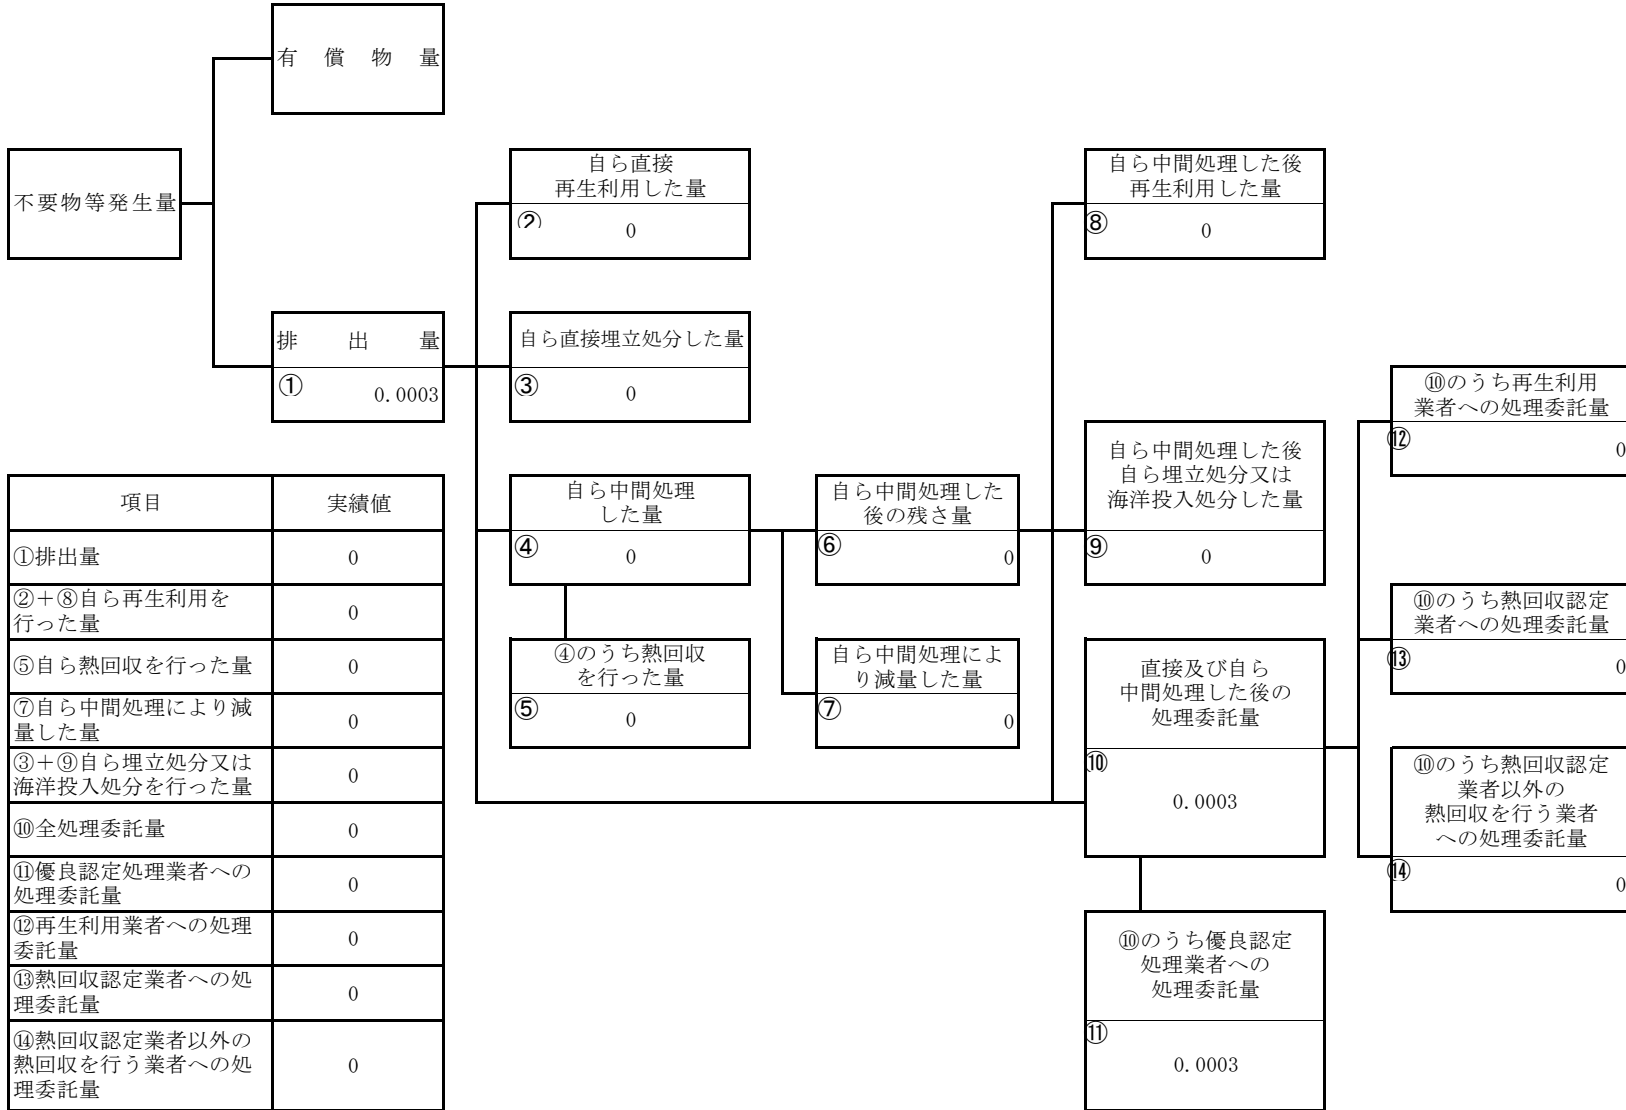 有償物量
不要物等発生量
排出量
①
0.0003
自ら直接
再生利用した量
②
0
自ら直接埋立処分した量
③
0
自ら中間処理
した量
④
0
④のうち熱回収
を行った量
⑤
0
自ら中間処理した
後の残さ量
⑥
0
自ら中間処理によ
り減量した量
⑦
0
自ら中間処理した後
再生利用した量
⑧
0
自ら中間処理した後
自ら埋立処分又は
海洋投入処分した量
⑨
0
直接及び自ら
中間処理した後の
処理委託量
⑩
0.0003
⑩のうち優良認定
処理業者への
処理委託量
⑪
0.0003
⑩のうち再生利用
業者への処理委託量
⑫
0
⑩のうち熱回収認定
業者への処理委託量
⑬
0
⑩のうち熱回収認定
業者以外の
熱回収を行う業者
への処理委託量
⑭
0
項目 実績値
①排出量 0
②+⑧自ら再生利用を
行った量 0
⑤自ら熱回収を行った量 0
⑦自ら中間処理により減
量した量 0
③+⑨自ら埋立処分又は
海洋投入処分を行った量 0
⑩全処理委託量 0
⑪優良認定処理業者への
処理委託量 0
⑫再生利用業者への処理
委託量 0
⑬熱回収認定業者への処
理委託量 0
⑭熱回収認定業者以外の
熱回収を行う業者への処
理委託量 0